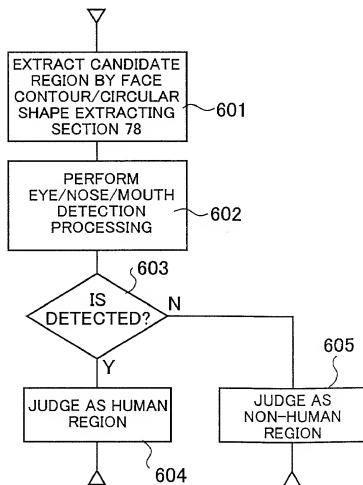 EXTRACT CANDIDATE
REGION BY FACE
CONTOUR/CIRCULAR
SHAPE EXTRACTING
SECTION 78
601
PERFORM
EYE/NOSE/MOUTH
DETECTION
PROCESSING
602
603
IS
DETECTED?
N
Y
605
JUDGE AS HUMAN
REGION
604
JUDGE AS
NON-HUMAN
REGION